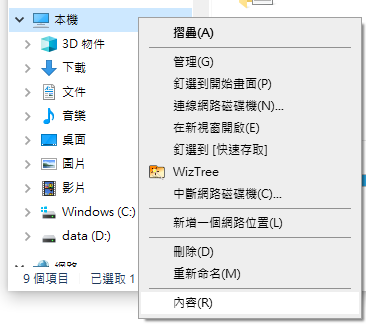 本機
3D 物件
下載
文件
音樂
桌面
圖片
影片
Windows (C:)
data (D:)
網路
9 個項目
已選取 1
摺疊(A)
管理(G)
釘選到開始畫面(P)
連線網路磁碟機(N)...
在新視窗開啟(E)
釘選到 [快速存取]
WizTree
中斷網路磁碟機(C)...
新增一個網路位置(L)
刪除(D)
重新命名(M)
內容(R)